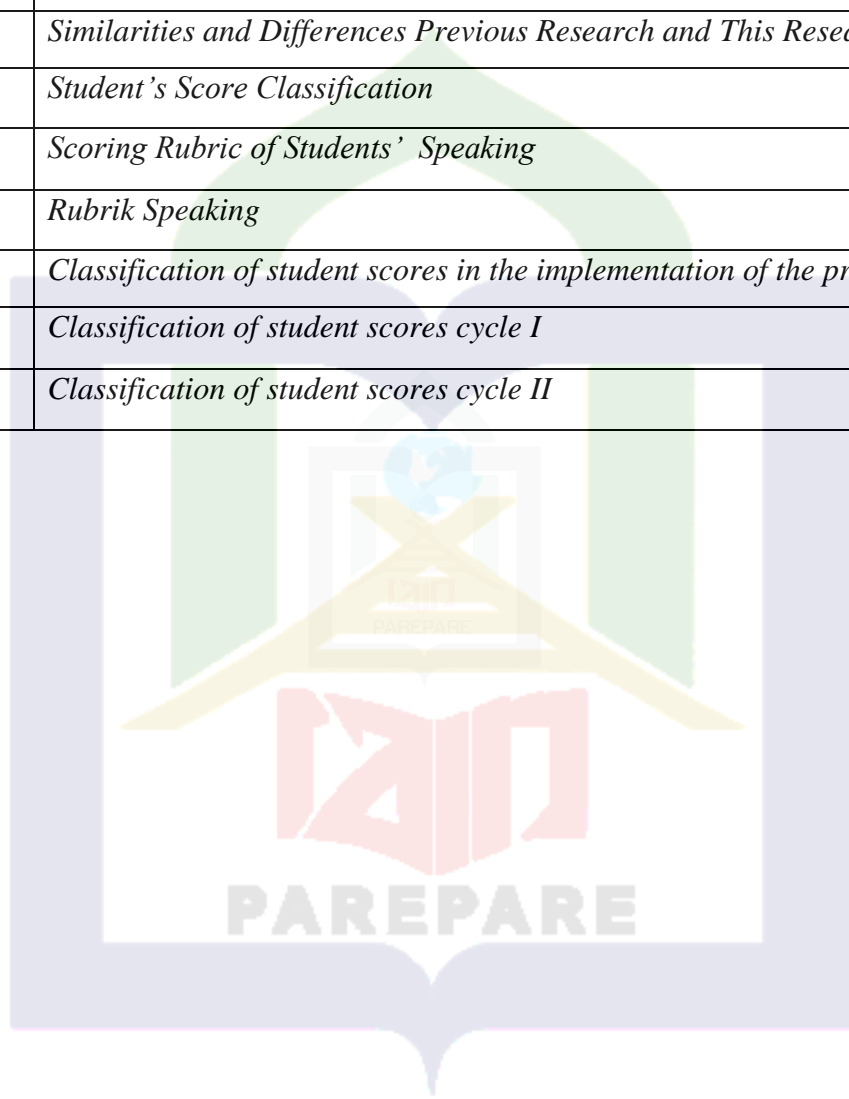 Similarities and Differences Previous Research and This
Student’s Score Classification
Scoring Rubric of Students’ Speaking
Rubrik Speaking
Classification of student scores in the implementation of the
Classification of student scores cycle I
Classification of student scores cycle II
IAIN
PAREPARE
IAIN
PAREPARE